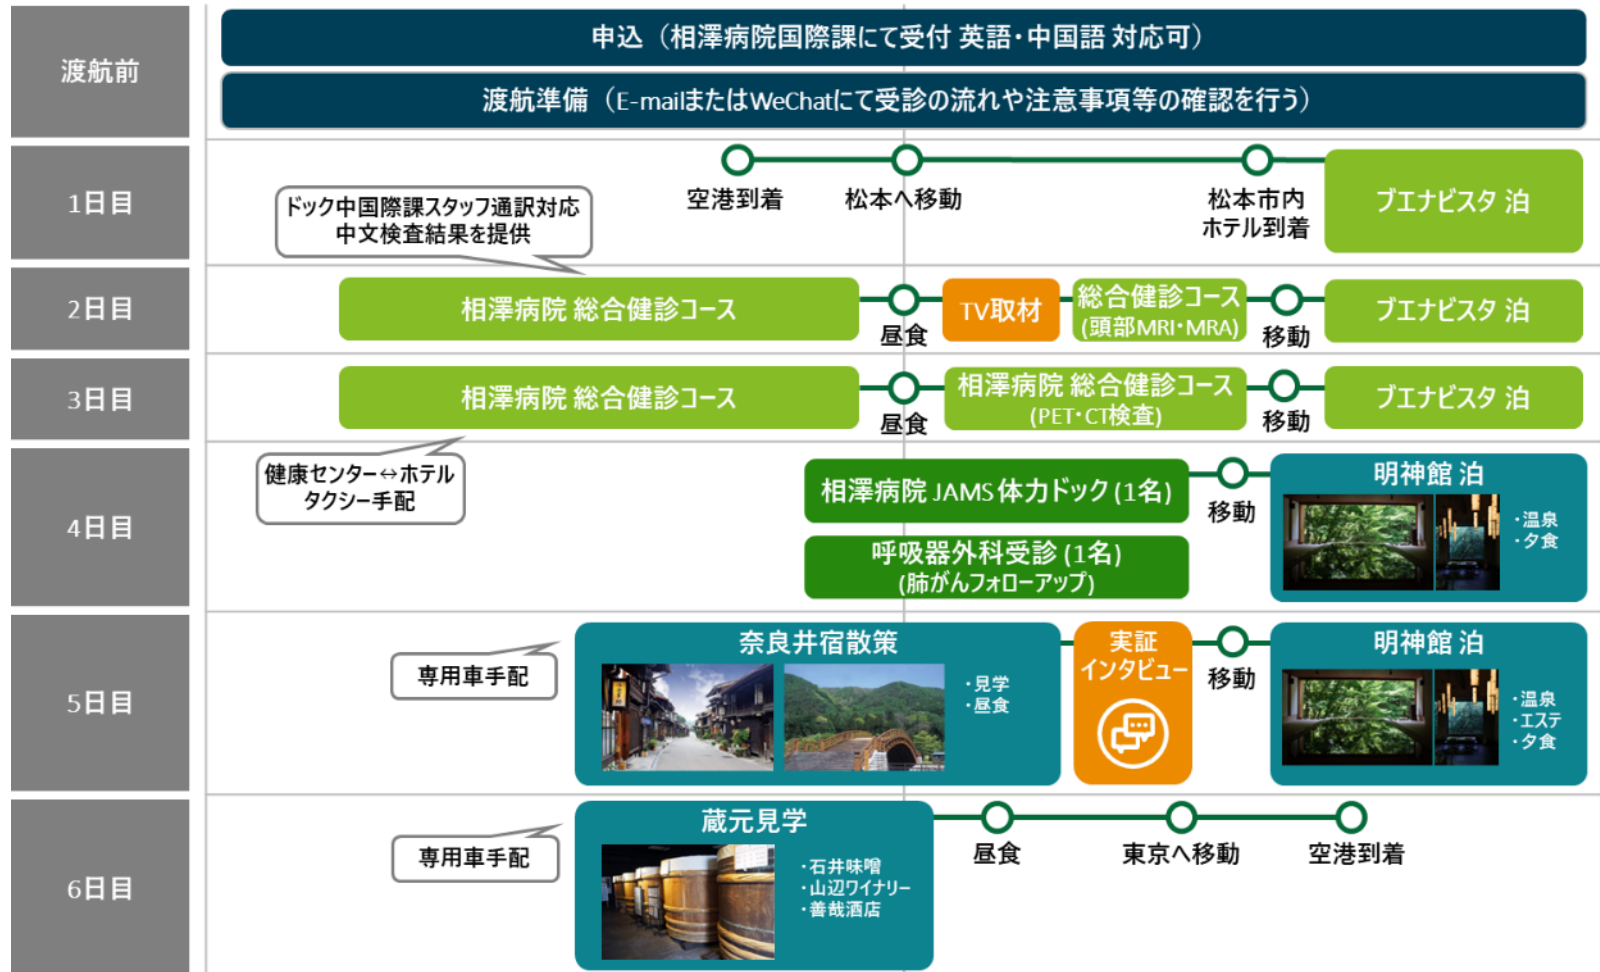 渡航前
申込（相澤病院国際課にて受付 英語・中国語 対応可）
渡航準備（E-mailまたはWeChatにて受診の流れや注意事項等の確認を行う）
1日目
空港到着
松本へ移動
松本市内
ホテル到着
ブエナビスタ 泊
ドック中国際課スタッフ通訳対応
中文検査結果を提供
2日目
相澤病院 総合健診コース
昼食
TV取材
総合健診コース
(頭部MRI・MRA)
移動
ブエナビスタ 泊
3日目
相澤病院 総合健診コース
昼食
相澤病院 総合健診コース
(PET・CT検査)
移動
ブエナビスタ 泊
健康センター↔ホテル
タクシー手配
4日目
相澤病院 JAMS 体力ドック (1名)
呼吸器外科受診 (1名)
(肺がんフォローアップ)
移動
明神館 泊
・温泉
・夕食
5日目
専用車手配
奈良井宿散策
・見学
・昼食
実証
インタビュー
移動
明神館 泊
・温泉
・エステ
・夕食
6日目
専用車手配
蔵元見学
・石井味噌
・山辺ワイナリー
・善哉酒店
昼食
東京へ移動
空港到着